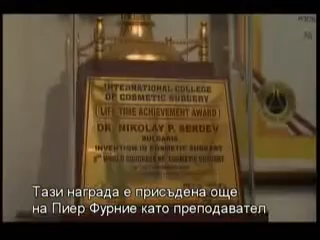 INTERNATIONAL COLLEGE
OF COSMETIC SURGERY
(LIFE TIME ACHIEVEMENT AWARD)
DR. NIKOLAY P. SERDEV
BULGARIA
INVENTION IN COSMETIC SURGERY
WORLD CONGRESS OF COSMETIC SURGERY
Тази награда е присъдена още
на Пиер Фурние като преподавател